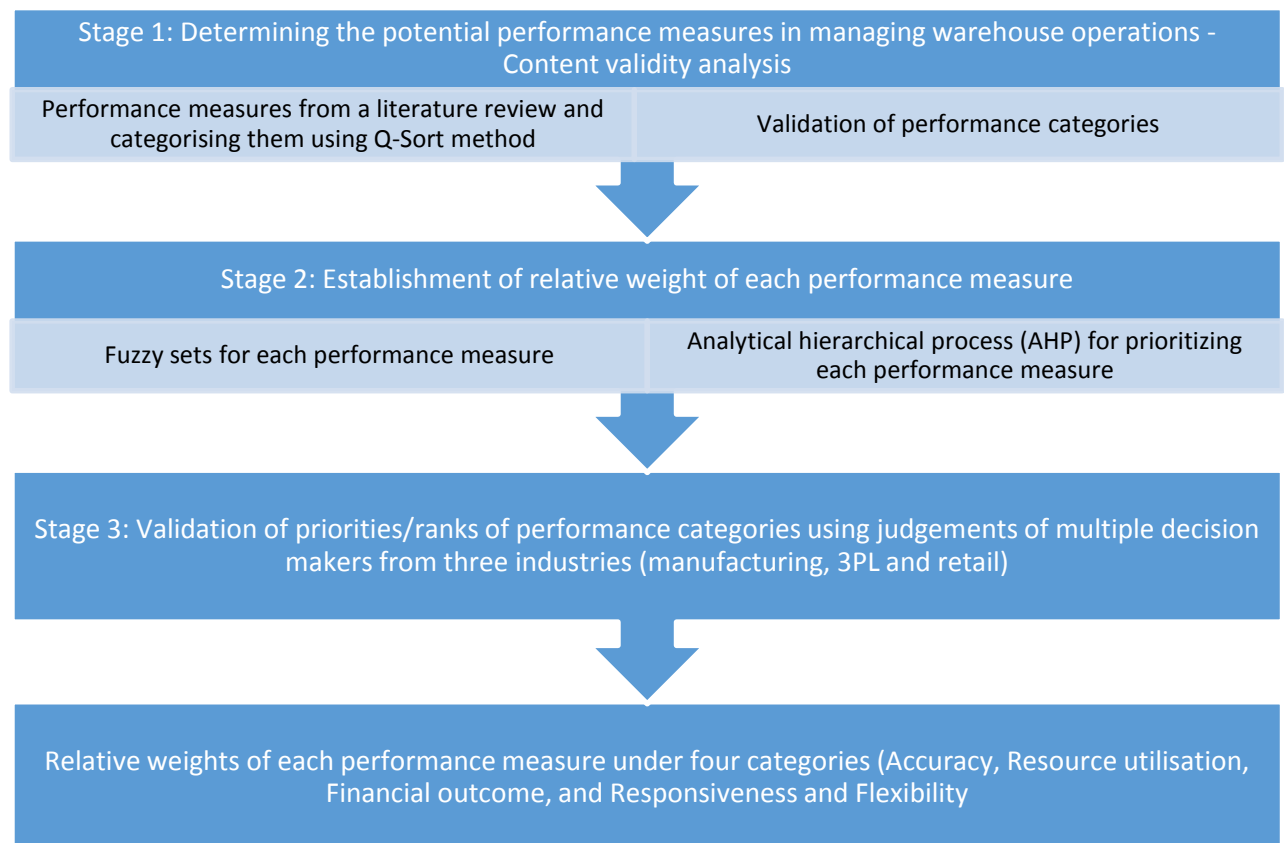 Stage 1: Determining the potential performance measures in managing warehouse operations -
Content validity analysis
Performance measures from a literature review and
categorising them using Q-Sort method
Validation of performance categories
Stage 2: Establishment of relative weight of each performance measure
Fuzzy sets for each performance measure
Analytical hierarchical process (AHP) for prioritizing
each performance measure
Stage 3: Validation of priorities/ranks of performance categories using judgements of multiple decision
makers from three industries (manufacturing, 3PL and retail)
Relative weights of each performance measure under four categories (Accuracy, Resource utilisation,
Financial outcome, and Responsiveness and Flexibility